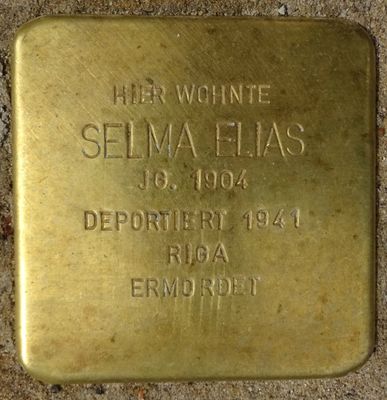 HIER WOHNTE
SELMA ELIAS
JG. 1904
DEPORTIERT 1941
RIGA
ERMORDET